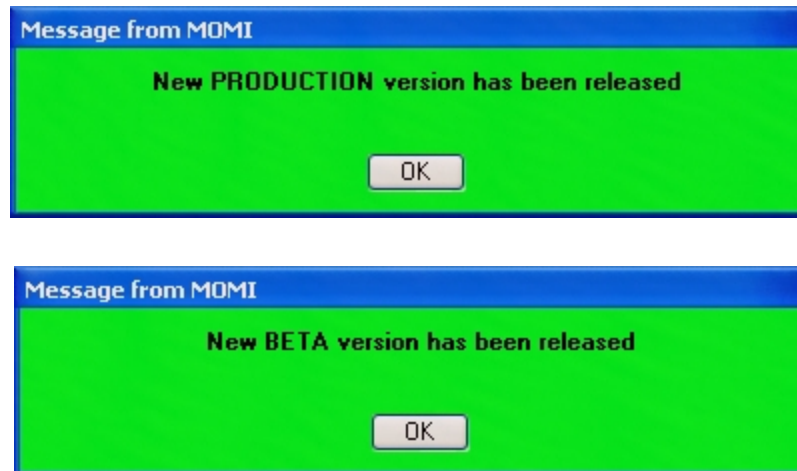 Message from MOMI
New PRODUCTION version has been released
OK
Message from MOMI
New BETA version has been released
OK